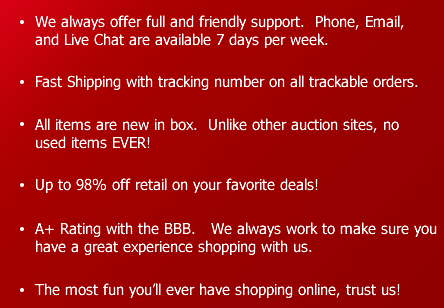 • We always offer full and friendly support.  Phone, Email,
and Live Chat are available 7 days per week.
• Fast Shipping with tracking number on all trackable orders.
• All items are new in box.  Unlike other auction sites, no
used items EVER!
• Up to 98% off retail on your favorite deals!
• A+ Rating with the BBB.   We always work to make sure you
have a great experience shopping with us.
• The most fun you'll ever have shopping online, trust us!